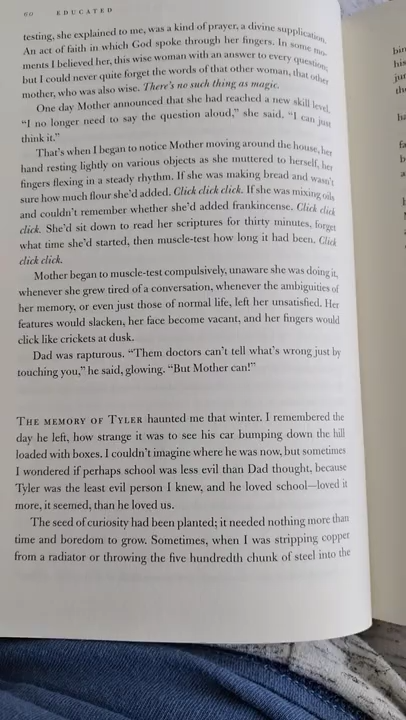 60 EDUCATED
testing, she explained to me, was a kind of prayer, a divine supplication.
An act of faith in which God spoke through her fingers. In some mo-
ments I believed her, this wise woman with an answer to every question;
but I could never quite forget the words of that other woman, that other
mother, who was also wise. There's no such thing as magic.
One day Mother announced that she had reached a new skill level.
"I no longer need to say the question aloud," she said. "I can just
think it."
That's when I began to notice Mother moving around the house, her
hand resting lightly on various objects as she muttered to herself, her
fingers flexing in a steady rhythm. If she was making bread and wasn't
sure how much flour she'd added. Click click click. If she was mixing oils
and couldn't remember whether she'd added frankincense. Click click
click. She'd sit down to read her scriptures for thirty minutes, forget
what time she'd started, then muscle-test how long it had been. Click
click click.
Mother began to muscle-test compulsively, unaware she was doing it,
whenever she grew tired of a conversation, whenever the ambiguities of
her memory, or even just those of normal life, left her unsatisfied. Her
features would slacken, her face become vacant, and her fingers would
click like crickets at dusk.
Dad was rapturous. "Them doctors can't tell what's wrong just by
touching you," he said, glowing. "But Mother can!"
THE MEMORY OF TYLER haunted me that winter. I remembered the
day he left, how strange it was to see his car bumping down the hill
loaded with boxes. I couldn't imagine where he was now, but sometimes
I wondered if perhaps school was less evil than Dad thought, because
Tyler was the least evil person I knew, and he loved school—loved it
more, it seemed, than he loved us.
The seed of curiosity had been planted; it needed nothing more than
time and boredom to grow. Sometimes, when I was stripping copper
from a radiator or throwing the five hundredth chunk of steel into the